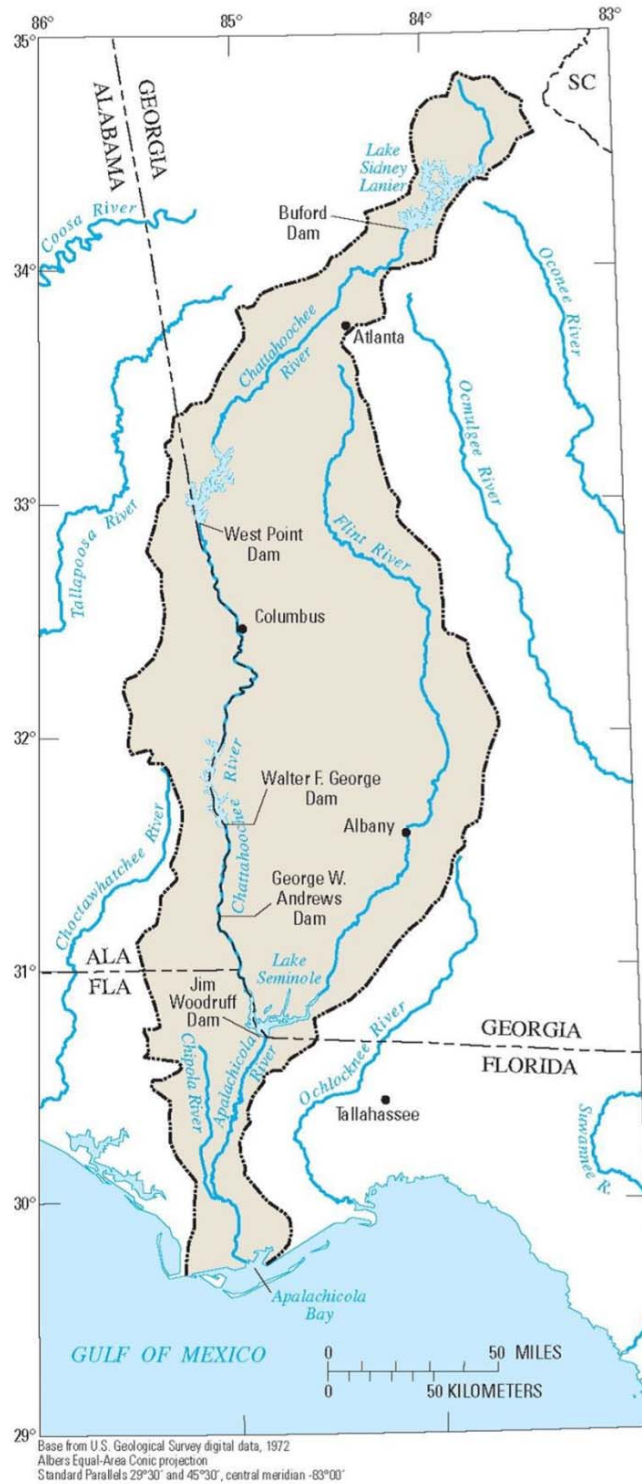 86°
85°
84°
83°
35°
GEORGIA
ALABAMA
SC
Lake
Sidney
Lanier
Buford
Dam
Coosa River
34°
Oconee River
Atlanta
Chattahoochee
River
Ocmulgee River
33°
Tallapoosa River
West Point
Dam
Flint River
Columbus
32°
Chattahoochee River
Walter F. George
Dam
Albany
Choctawhatchee River
George W.
Andrews
Dam
31°
ALA
FLA
Lake
Seminole
Jim
Woodruff
Dam
GEORGIA
FLORIDA
Chipola River
Apalachicola
River
Ochlocknee River
Tallahassee
Suwannee R.
30°
Apalachicola
Bay
GULF OF MEXICO
0 50 MILES
0 50 KILOMETERS
29°
Base from U.S. Geological Survey digital data, 1972
Albers Equal-Area Conic projection
Standard Parallels 29°30′ and 45°30′, central meridian -83°00′